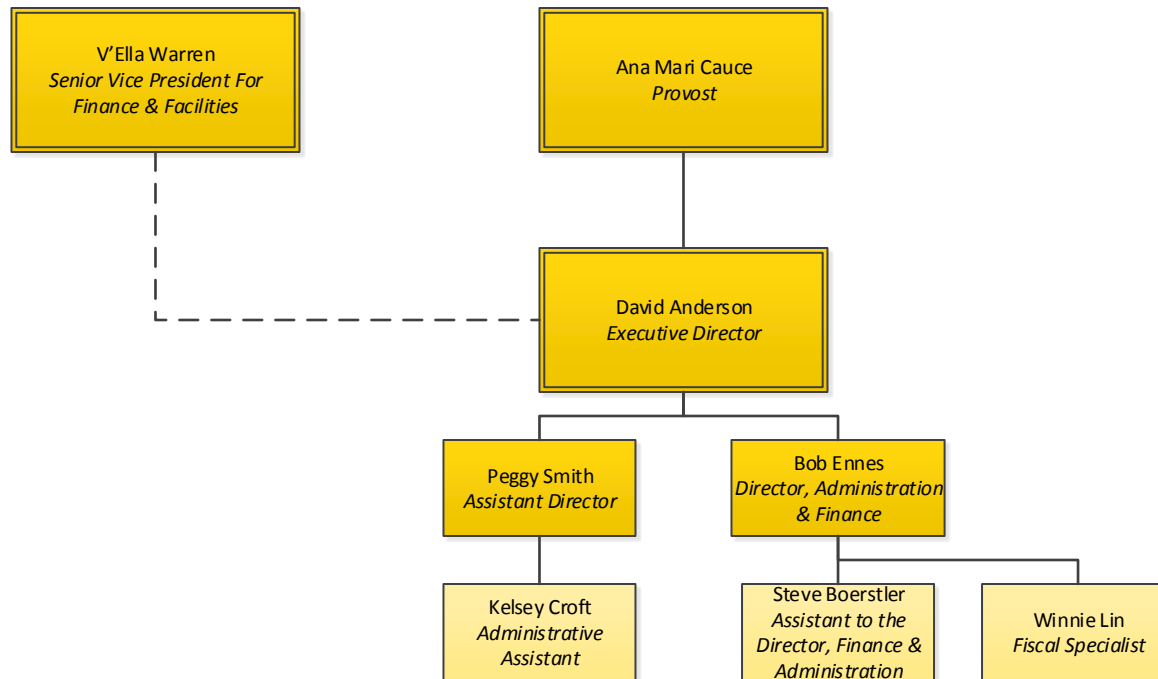 V'Ella Warren
Senior Vice President For
Finance & Facilities
Ana Mari Cauce
Provost
David Anderson
Executive Director
Peggy Smith
Assistant Director
Bob Ennes
Director, Administration
& Finance
Kelsey Croft
Administrative
Assistant
Steve Boerstler
Assistant to the
Director, Finance &
Administration
Winnie Lin
Fiscal Specialist